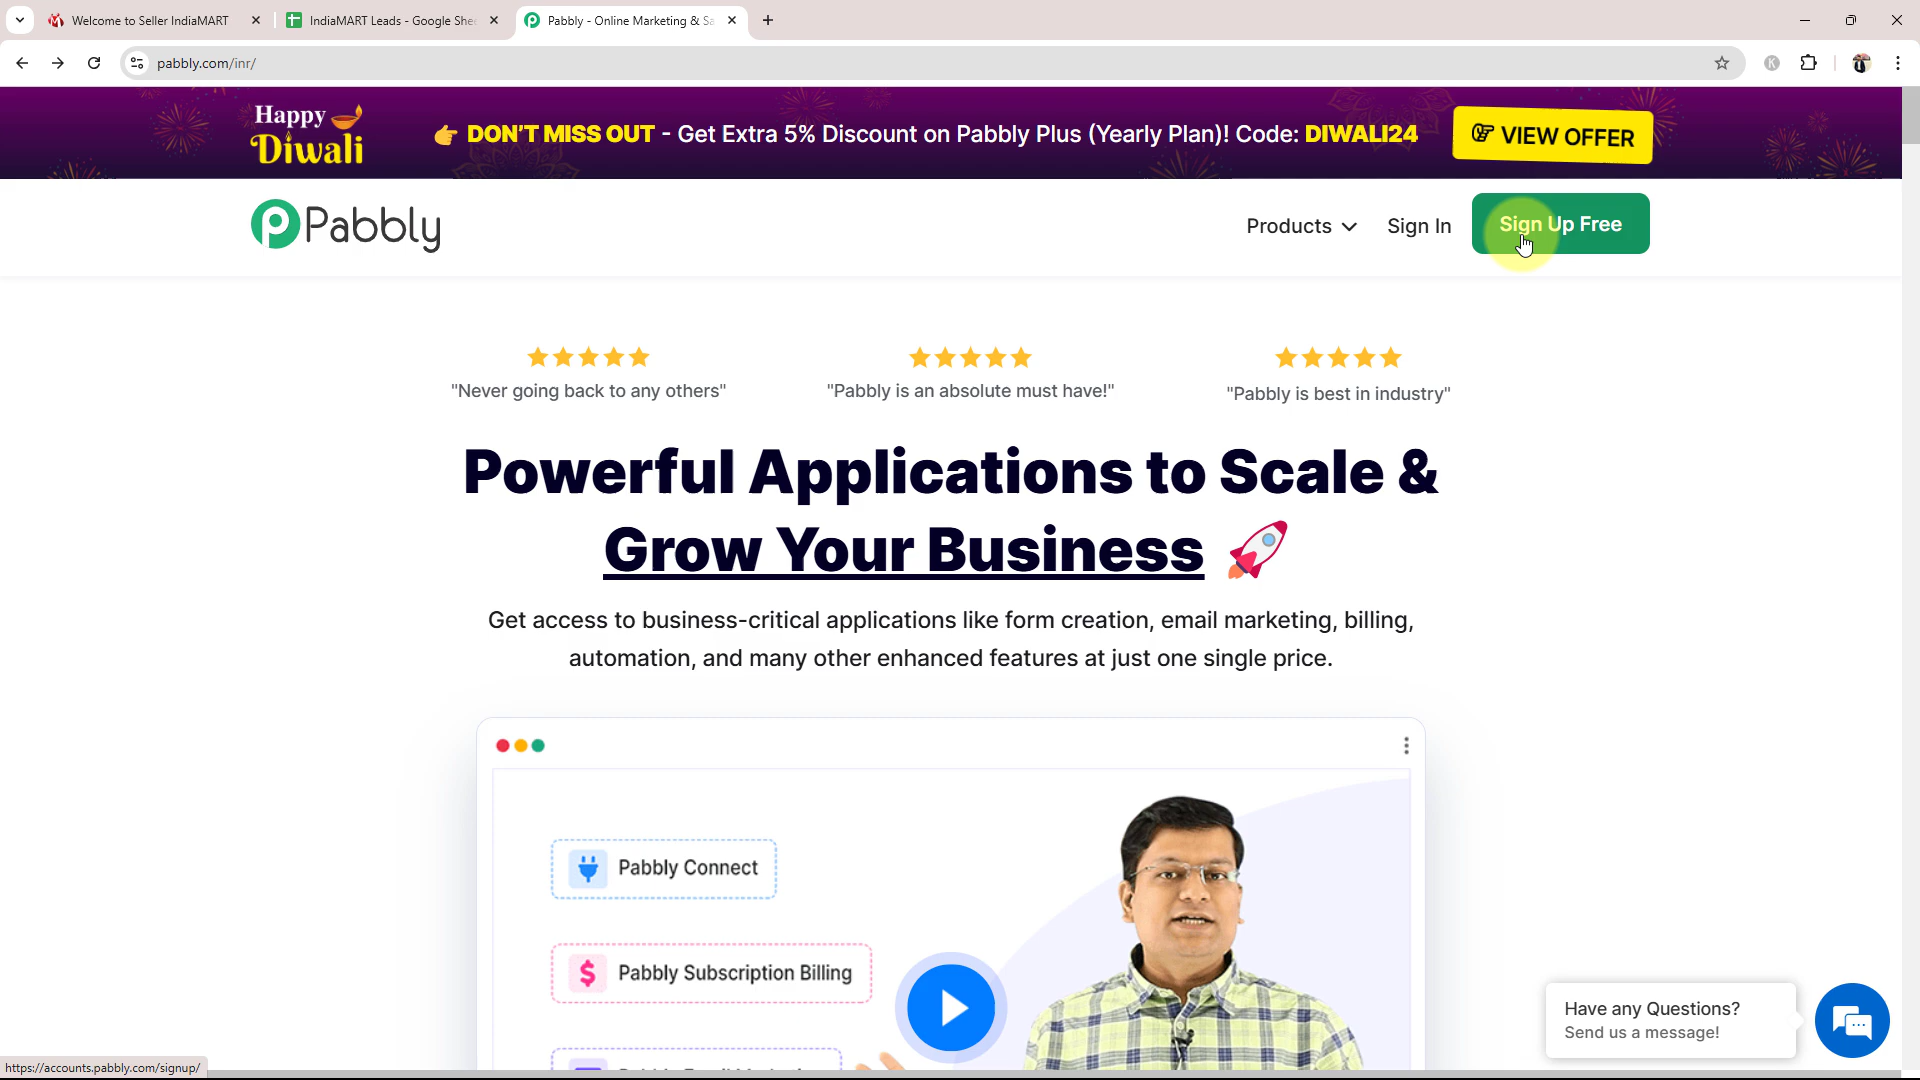 Welcome to Seller IndiaMART
IndiaMART Leads - Google She
Pabbly - Online Marketing & Sa
pabbly.com/inr/
K
Happy
Diwali
DON'T MISS OUT - Get Extra 5% Discount on Pabbly Plus (Yearly Plan)! Code: DIWALI24
VIEW OFFER
Pabbly
Products
Sign In
Sign Up Free
"Never going back to any others"
"Pabbly is an absolute must have!"
"Pabbly is best in industry"
Powerful Applications to Scale &
Grow Your Business
Get access to business-critical applications like form creation, email marketing, billing,
automation, and many other enhanced features at just one single price.
Pabbly Connect
$ Pabbly Subscription Billing
Have any Questions?
Send us a message!
https://accounts.pabbly.com/signup/